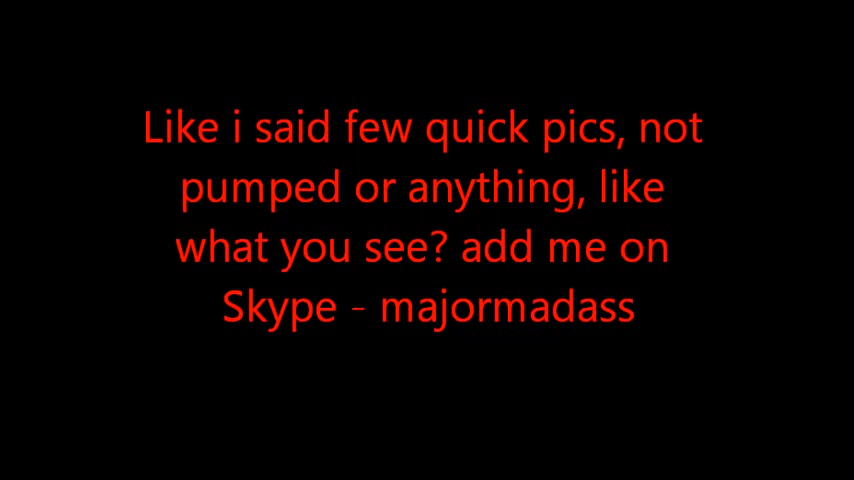 Like i said few quick pics, not
pumped or anything, like
what you see? add me on
Skype - majormadass